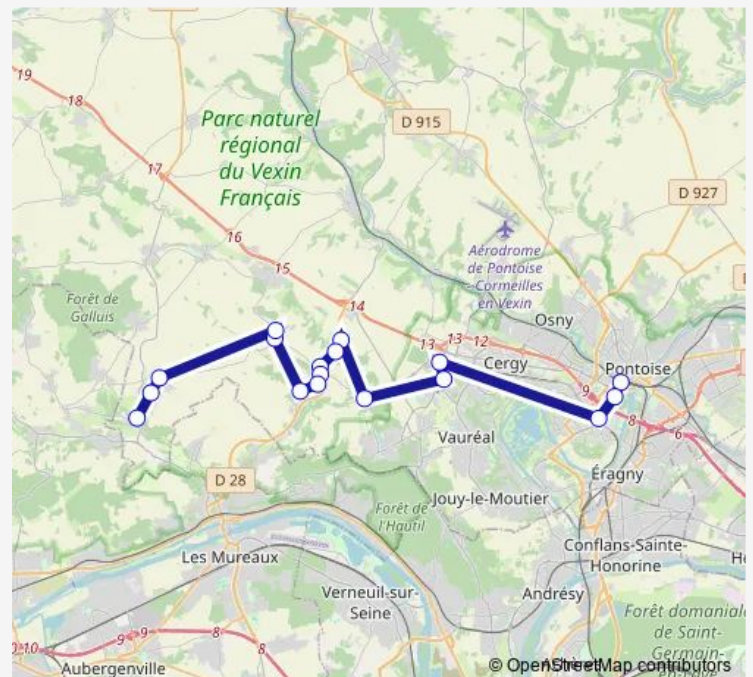 19
18
17
16
15
14
13
13
12
9
8
6
Parc naturel
régional
du Vexin
Français
D 915
D 927
Aérodrome
de Pontoise
- Cormeilles
en Vexin
Forêt de
Galluis
Osny
Cergy
Pontoise
Vauréal
Éragny
D 28
Jouy-le-Moutier
Forêt de
l'Hautil
Les Mureaux
Conflans-Sainte-
Honorine
Verneuil-sur-
Seine
Andrésy
Forêt domaniale
de Saint-
Germain-
10
9
9
8
8
Aubergenville
© OpenStreetMap contributors